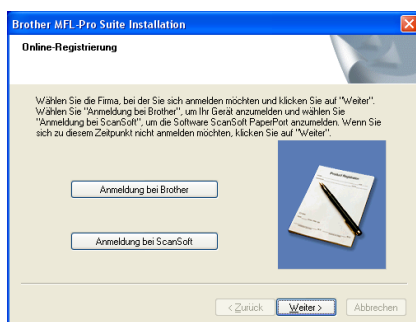 Brother MFL-Pro Suite Installation
Online-Registrierung
Wählen Sie die Firma, bei der Sie sich anmelden möchten und klicken Sie auf "Weiter".
Wählen Sie "Anmeldung bei Brother", um Ihr Gerät anzumelden und wählen Sie
"Anmeldung bei ScanSoft", um die Software ScanSoft PaperPort anzumelden. Wenn Sie
sich zu diesem Zeitpunkt nicht anmelden möchten, klicken Sie auf "Weiter".
Product Registration
Anmeldung bei Brother
Anmeldung bei ScanSoft
< Zurück
Weiter >
Abbrechen